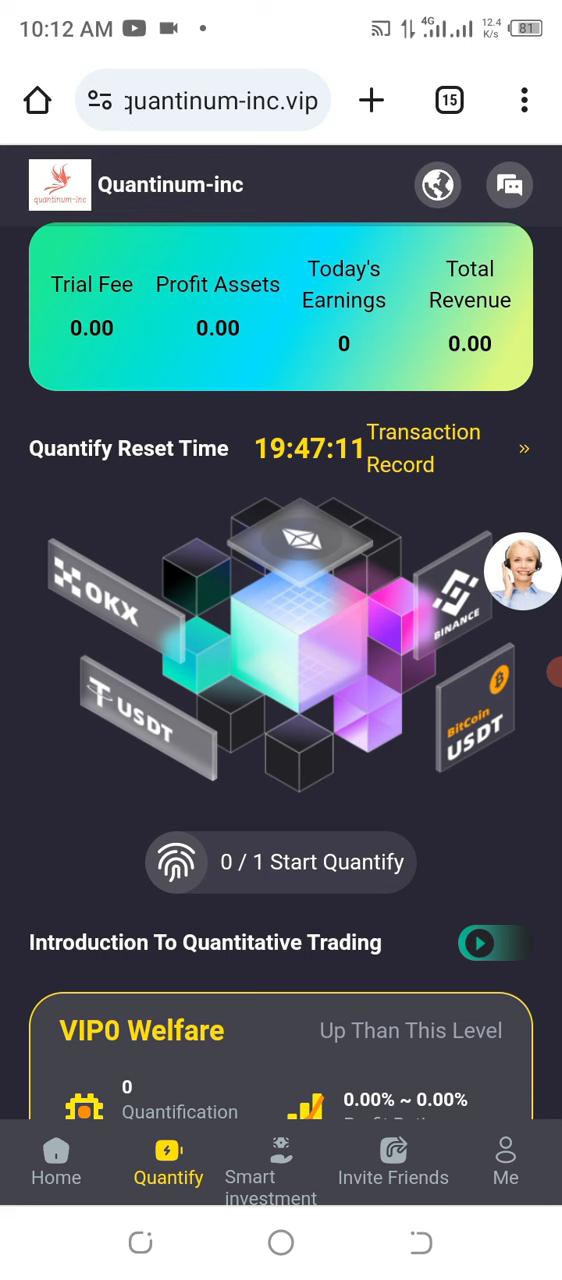 10:12 AM
4G
12.4
K/s
81
quantinum-inc.vip
15
quantinum-inc
Quantinum-inc
Trial Fee
0.00
Profit Assets
0.00
Today's
Earnings
0
Total
Revenue
0.00
Quantify Reset Time
19:47:11
Transaction
Record
»
OKX
BINANCE
T USDT
BitCoin
USDT
0 / 1 Start Quantify
Introduction To Quantitative Trading
VIP0 Welfare
Up Than This Level
0
Quantification
0.00% ~ 0.00%
Home
Quantify
Smart
investment
Invite Friends
Me